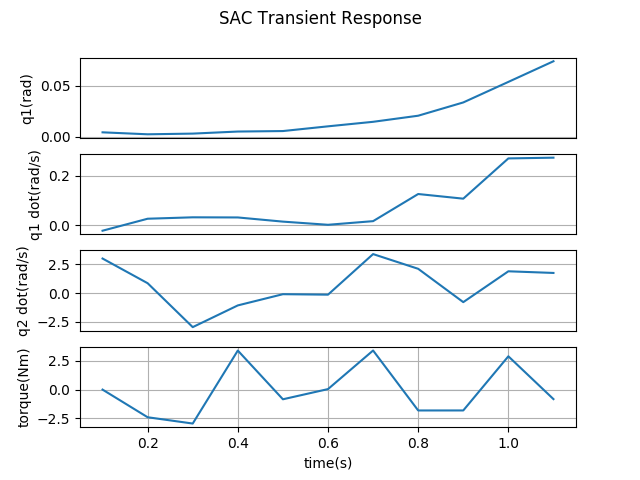 SAC Transient Response
q1(rad)
0.05
0.00
q1 dot(rad/s)
0.2
0.0
q2 dot(rad/s)
2.5
0.0
−2.5
torque(Nm)
2.5
0.0
−2.5
0.2 0.4 0.6 0.8 1.0
time(s)